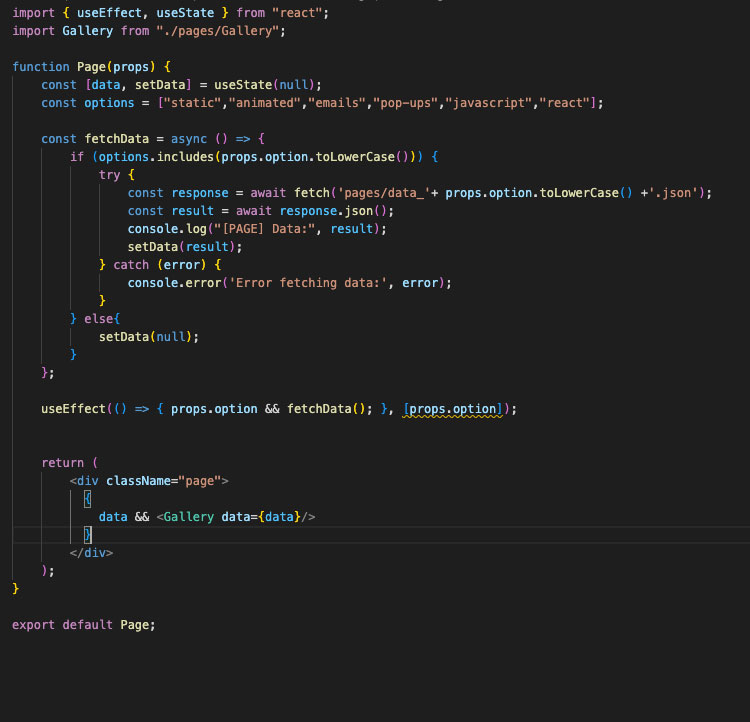 import { useEffect, useState } from "react";
import Gallery from "./pages/Gallery";
function Page(props) {
const [data, setData] = useState(null);
const options = ["static","animated","emails","pop-ups","javascript","react"];
const fetchData = async () => {
if (options.includes(props.option.toLowerCase())) {
try {
const response = await fetch('pages/data_'+ props.option.toLowerCase() +'.json');
const result = await response.json();
console.log("[PAGE] Data:", result);
setData(result);
} catch (error) {
console.error('Error fetching data:', error);
}
} else{
setData(null);
}
};
useEffect(() => { props.option && fetchData(); }, [props.option]);
return (
<div className="page">
{
data && <Gallery data={data}/>
}
</div>
);
}
export default Page;